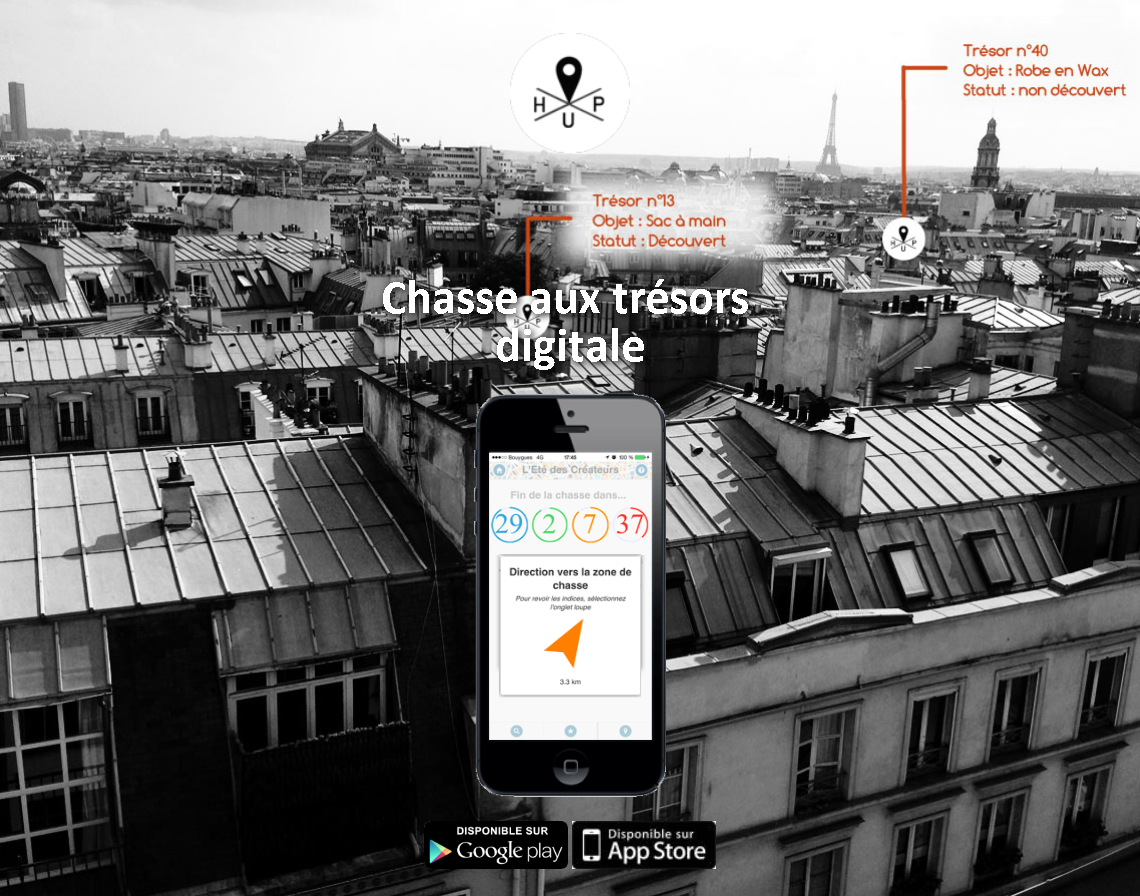 H P
U
Trésor n°40
Objet : Robe en Wax
Statut : non découvert
Trésor n°13
Objet : Sac à main
Statut : Découvert
H P
U
Chasse aux trésors
H P
U
digitale
Bouygues 4G 17:45 100 %
L'Eté des Créateurs
Fin de la chasse dans...
29 2 7 37
Direction vers la zone de
chasse
Pour revoir les indices, sélectionnez
l'onglet loupe
3.3 km
DISPONIBLE SUR
Google play
Disponible sur
App Store